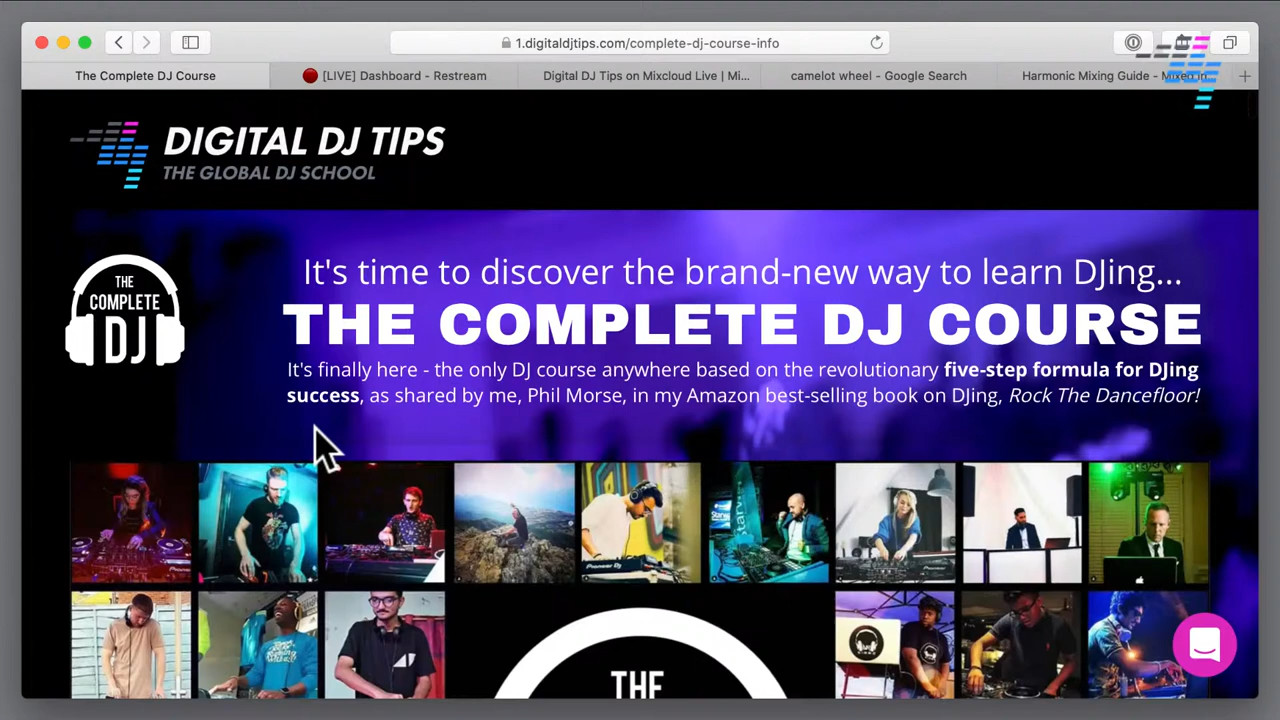 1.digitaldjtips.com/complete-dj-course-info
The Complete DJ Course
[LIVE] Dashboard - Restream
Digital DJ Tips on Mixcloud Live | Mi...
camelot wheel - Google Search
Harmonic Mixing Guide - Mixed In
DIGITAL DJ TIPS
THE GLOBAL DJ SCHOOL
THE
COMPLETE
DJ
It's time to discover the brand-new way to learn DJing...
THE COMPLETE DJ COURSE
It's finally here - the only DJ course anywhere based on the revolutionary five-step formula for DJing
success, as shared by me, Phil Morse, in my Amazon best-selling book on DJing, Rock The Dancefloor!
THE